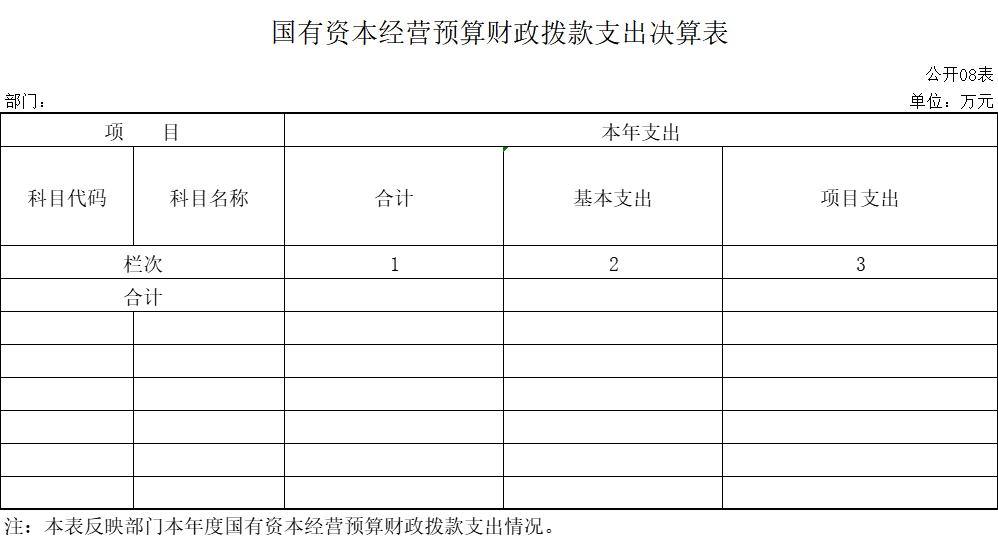 国有资本经营预算财政拨款支出决算表
公开08表
部门： 单位：万元
项 目 本年支出
科目代码 科目名称 合计 基本支出 项目支出
栏次 1 2 3
合计
注：本表反映部门本年度国有资本经营预算财政拨款支出情况。